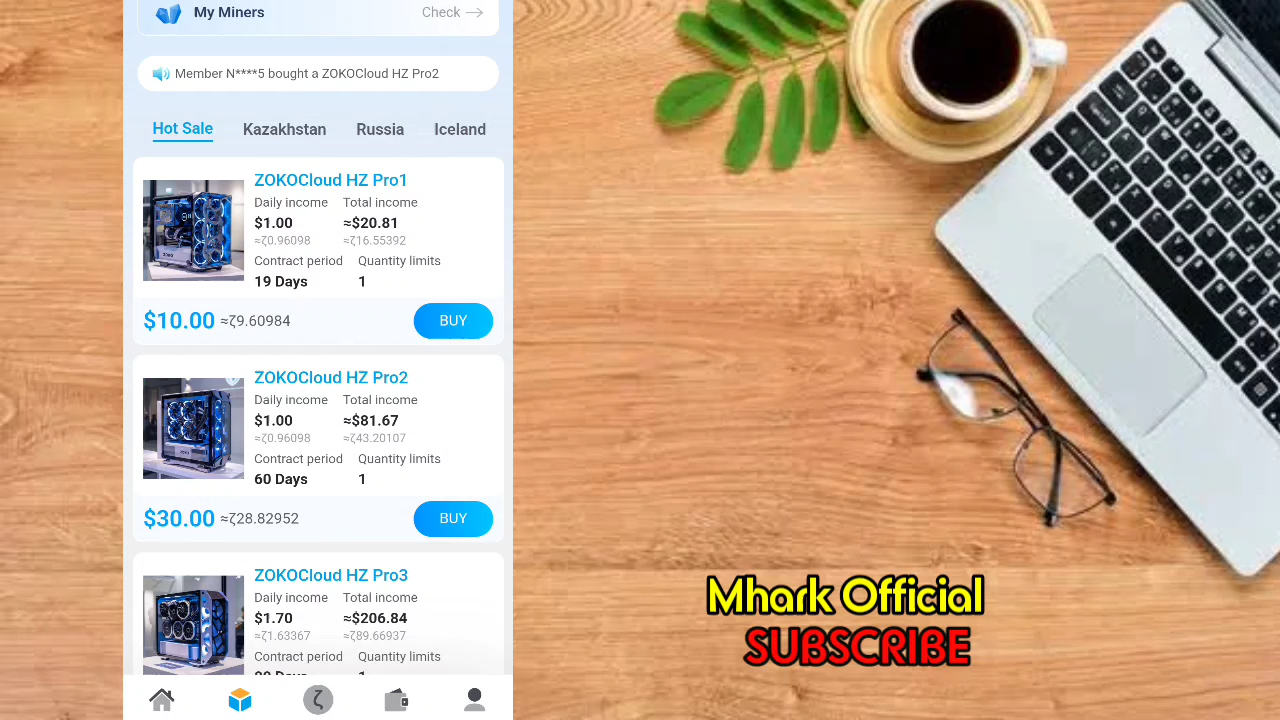 My Miners
Check
Member N****5 bought a ZOKOCloud HZ Pro2
Hot Sale Kazakhstan Russia Iceland
ZOKOCloud HZ Pro1
Daily income Total income
$1.00 ≈$20.81
≈ζ0.96098 ≈ζ16.55392
Contract period Quantity limits
19 Days 1
$10.00 ≈ζ9.60984 BUY
ZOKOCloud HZ Pro2
Daily income Total income
$1.00 ≈$81.67
≈ζ0.96098 ≈ζ43.20107
Contract period Quantity limits
60 Days 1
$30.00 ≈ζ28.82952 BUY
ZOKOCloud HZ Pro3
Daily income Total income
$1.70 ≈$206.84
≈ζ1.63367 ≈ζ89.66937
Contract period Quantity limits
ζ
Mhark Official
SUBSCRIBE